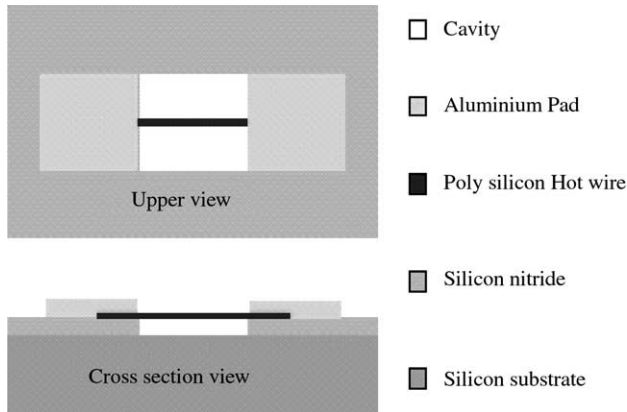 Cavity
Aluminium Pad
Poly silicon Hot wire
Upper view
Silicon nitride
Cross section view
Silicon substrate